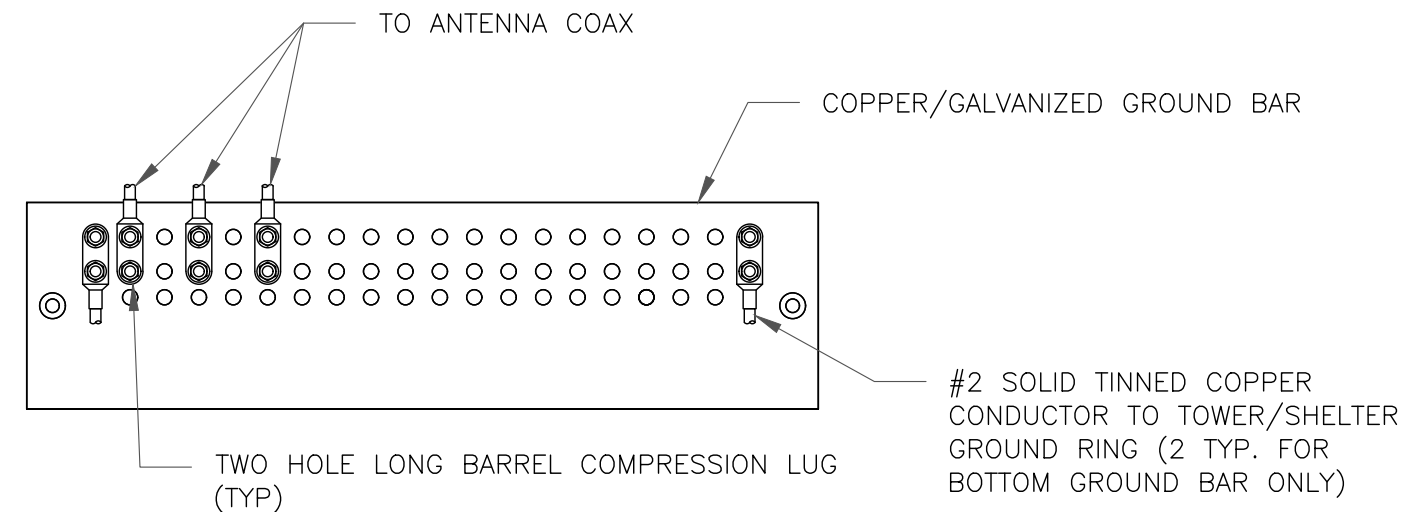 TO ANTENNA COAX
COPPER/GALVANIZED GROUND BAR
#2 SOLID TINNED COPPER
CONDUCTOR TO TOWER/SHELTER
GROUND RING (2 TYP. FOR
BOTTOM GROUND BAR ONLY)
TWO HOLE LONG BARREL COMPRESSION LUG
(TYP)